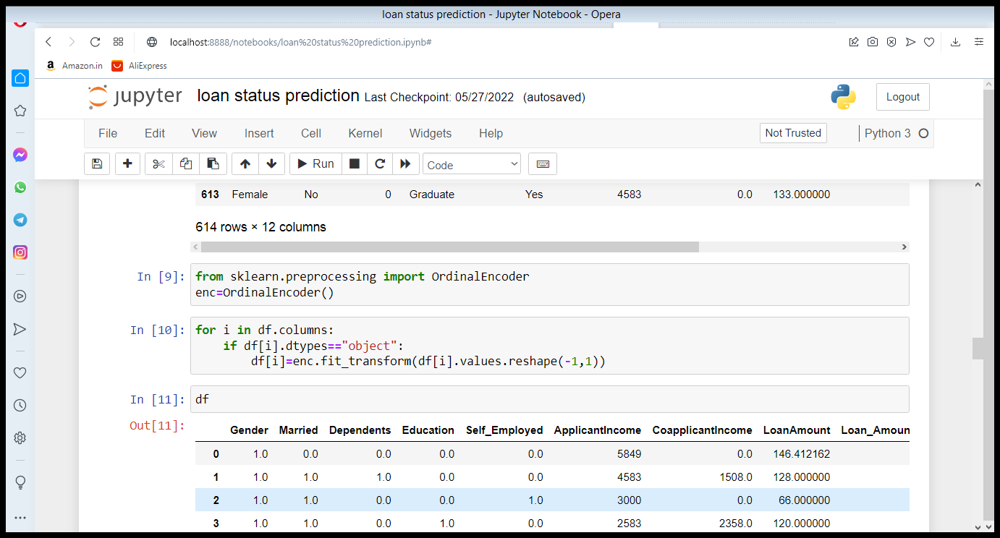 loan status prediction - Jupyter Notebook - Opera
localhost:8888/notebooks/loan%20status%20prediction.ipynb#
Amazon.in AliExpress
jupyter loan status prediction Last Checkpoint: 05/27/2022 (autosaved) Logout
File Edit View Insert Cell Kernel Widgets Help Not Trusted Python 3
Run Code
613 Female No 0 Graduate Yes 4583 0.0 133.000000
614 rows × 12 columns
In [9]: from sklearn.preprocessing import OrdinalEncoder
enc=OrdinalEncoder()
In [10]: for i in df.columns:
if df[i].dtypes=="object":
df[i]=enc.fit_transform(df[i].values.reshape(-1,1))
In [11]: df
Out[11]:
Gender Married Dependents Education Self_Employed ApplicantIncome CoapplicantIncome LoanAmount Loan_Amoun
0 1.0 0.0 0.0 0.0 0.0 5849 0.0 146.412162
1 1.0 1.0 1.0 0.0 0.0 4583 1508.0 128.000000
2 1.0 1.0 0.0 0.0 1.0 3000 0.0 66.000000
3 1.0 1.0 0.0 1.0 0.0 2583 2358.0 120.000000